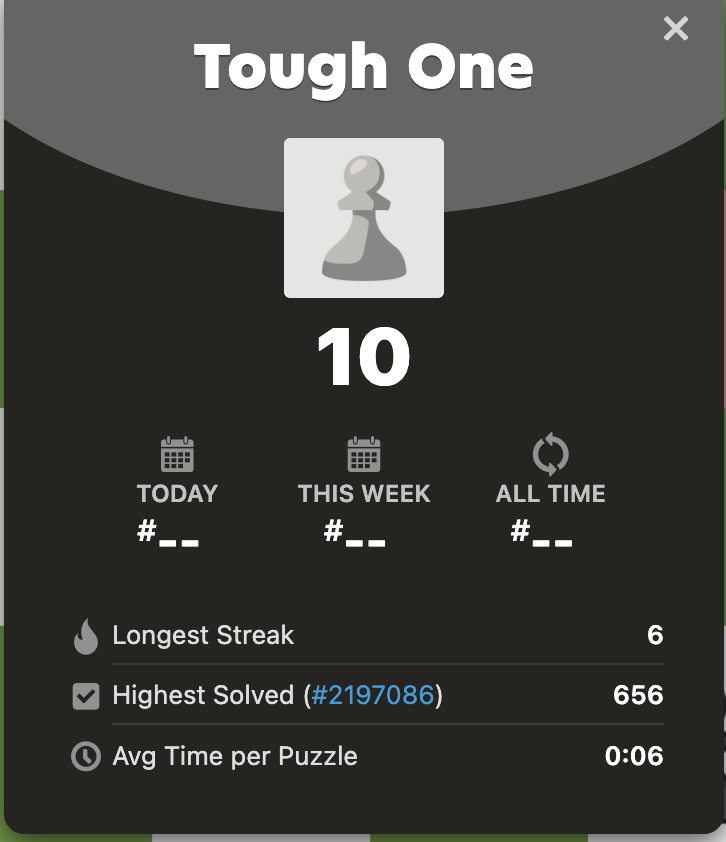 Tough One
10
TODAY THIS WEEK ALL TIME
#__ #__ #__
Longest Streak 6
Highest Solved (#2197086) 656
Avg Time per Puzzle 0:06